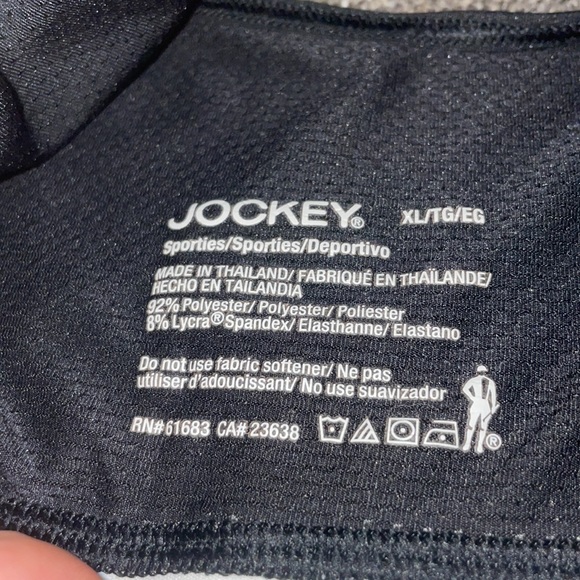 JOCKEY® XL/TG/EG
Sporties/Sporties/Deportivo
MADE IN THAILAND/ FABRIQUÉ EN THAÏLANDE/
HECHO EN TAILANDIA
92% Polyester/ Polyester/ Poliester
8% Lycra® Spandex/ Elasthanne/ Elastano
Do not use fabric softener/ Ne pas
utiliser d'adoucissant/ No use suavizador
RN# 61683 CA# 23638 ®